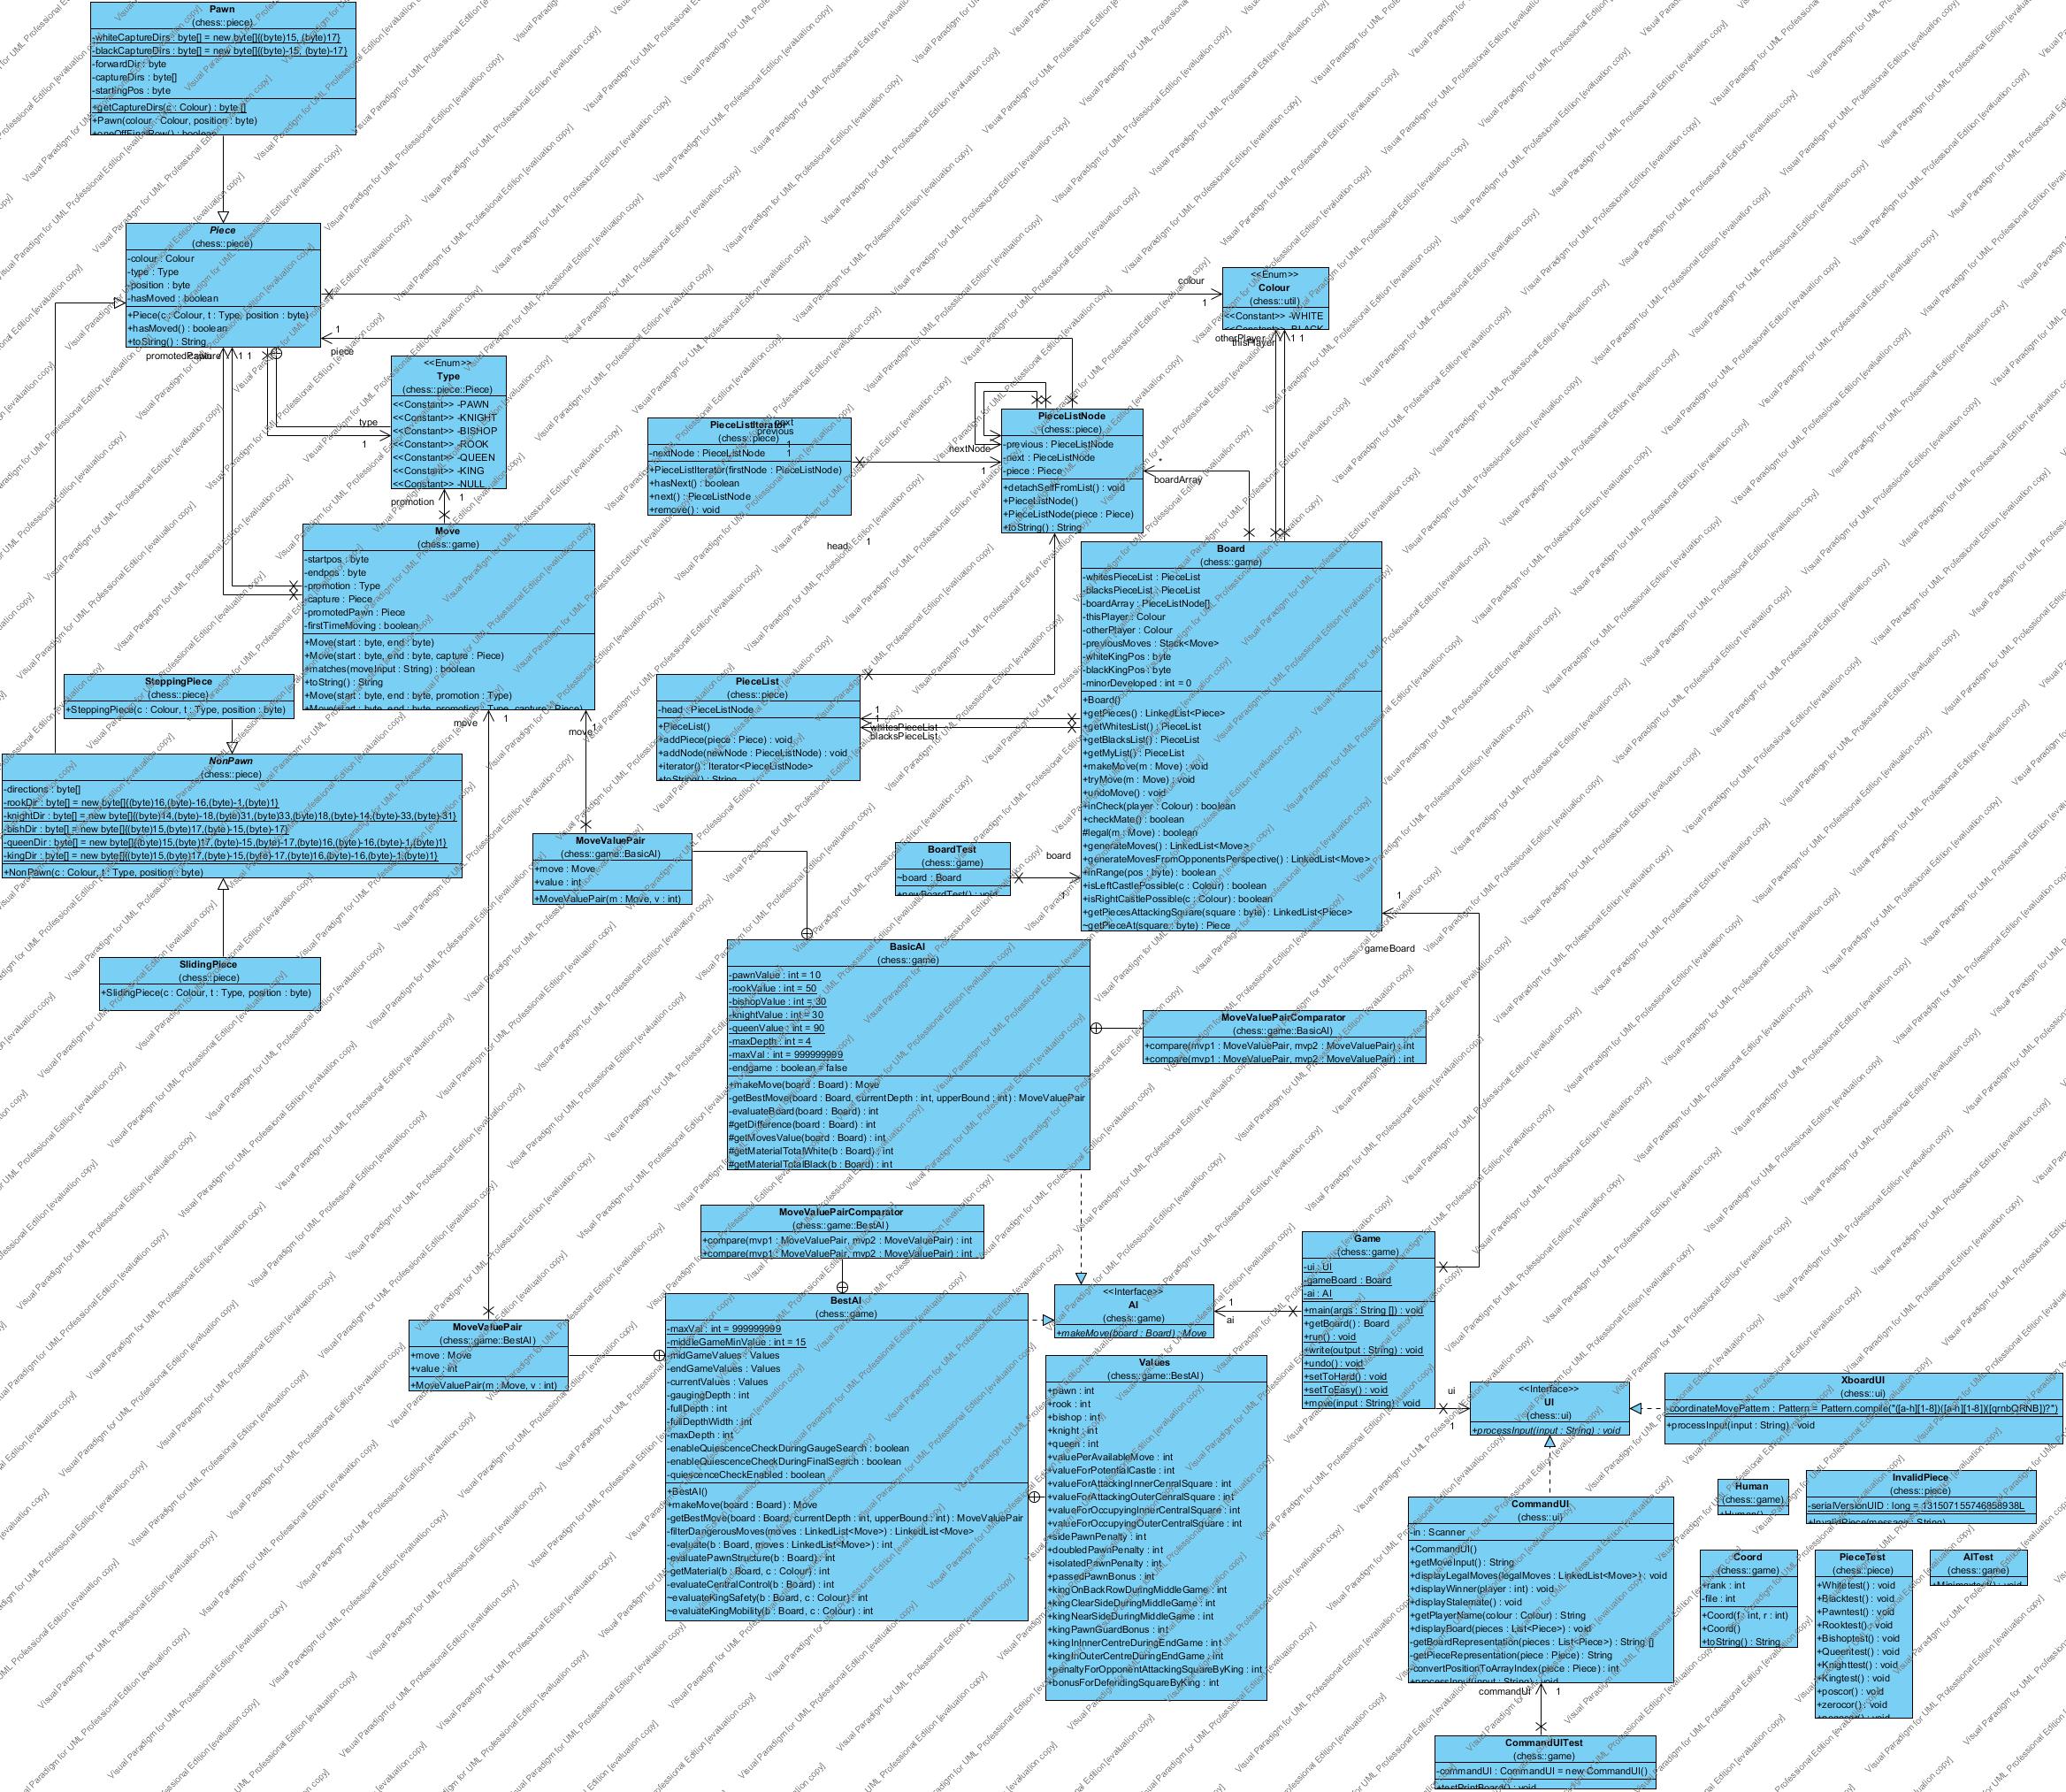 Pawn
(chess::piece)
-whiteCaptureDirs : byte[] = new byte[]{(byte)15, (byte)17}
-blackCaptureDirs : byte[] = new byte[]{(byte)-15, (byte)-17}
-forwardDir : byte
-captureDirs : byte[]
-startingPos : byte
+getCaptureDirs(c : Colour) : byte []
+Pawn(colour : Colour, position : byte)
+oneOffFinalRow() : boolean
Piece
(chess::piece)
-colour : Colour
-type : Type
-position : byte
-hasMoved : boolean
+Piece(c : Colour, t : Type, position : byte)
+hasMoved() : boolean
+toString() : String
colour
1
<<Enum>>
Colour
(chess::util)
<<Constant>> -WHITE
<<Constant>> -BLACK
otherPlayer
thisPlayer
1 1
promotedPawn
capture
1 1
1
piece
<<Enum>>
Type
(chess::piece::Piece)
<<Constant>> -PAWN
<<Constant>> -KNIGHT
<<Constant>> -BISHOP
<<Constant>> -ROOK
<<Constant>> -QUEEN
<<Constant>> -KING
<<Constant>> -NULL
type
1
promotion
1
PieceListIterator
(chess::piece)
-nextNode : PieceListNode
+PieceListIterator(firstNode : PieceListNode)
+hasNext() : boolean
+next() : PieceListNode
+remove() : void
next
previous
1
1
nextNode
1
PieceListNode
(chess::piece)
-previous : PieceListNode
-next : PieceListNode
-piece : Piece
+detachSelfFromList() : void
+PieceListNode()
+PieceListNode(piece : Piece)
+toString() : String
*
boardArray
head
1
Move
(chess::game)
-startpos : byte
-endpos : byte
-promotion : Type
-capture : Piece
-promotedPawn : Piece
-firstTimeMoving : boolean
+Move(start : byte, end : byte)
+Move(start : byte, end : byte, capture : Piece)
+matches(moveInput : String) : boolean
+toString() : String
+Move(start : byte, end : byte, promotion : Type)
+Move(start : byte, end : byte, promotion : Type, capture : Piece)
move
1
move
1
Board
(chess::game)
-whitesPieceList : PieceList
-blacksPieceList : PieceList
-boardArray : PieceListNode[]
-thisPlayer : Colour
-otherPlayer : Colour
-previousMoves : Stack<Move>
-whiteKingPos : byte
-blackKingPos : byte
-minorDeveloped : int = 0
+Board()
+getPieces() : LinkedList<Piece>
+getWhitesList() : PieceList
+getBlacksList() : PieceList
+getMyList() : PieceList
+makeMove(m : Move) : void
+tryMove(m : Move) : void
+undoMove() : void
+inCheck(player : Colour) : boolean
+checkMate() : boolean
#legal(m : Move) : boolean
+generateMoves() : LinkedList<Move>
+generateMovesFromOpponentsPerspective() : LinkedList<Move>
+inRange(pos : byte) : boolean
+isLeftCastlePossible(c : Colour) : boolean
+isRightCastlePossible(c : Colour) : boolean
+getPiecesAttackingSquare(square : byte) : LinkedList<Piece>
~getPieceAt(square : byte) : Piece
SteppingPiece
(chess::piece)
+SteppingPiece(c : Colour, t : Type, position : byte)
PieceList
(chess::piece)
-head : PieceListNode
+PieceList()
+addPiece(piece : Piece) : void
+addNode(newNode : PieceListNode) : void
+iterator() : Iterator<PieceListNode>
+toString() : String
1
1
whitesPieceList
blacksPieceList
NonPawn
(chess::piece)
-directions : byte[]
-rookDir : byte[] = new byte[]{(byte)16,(byte)-16,(byte)-1,(byte)1}
-knightDir : byte[] = new byte[]{(byte)14,(byte)-18,(byte)31,(byte)33,(byte)18,(byte)-14,(byte)-33,(byte)-31}
-bishDir : byte[] = new byte[]{(byte)15,(byte)17,(byte)-15,(byte)-17}
-queenDir : byte[] = new byte[]{(byte)15,(byte)17,(byte)-15,(byte)-17,(byte)16,(byte)-16,(byte)-1,(byte)1}
-kingDir : byte[] = new byte[]{(byte)15,(byte)17,(byte)-15,(byte)-17,(byte)16,(byte)-16,(byte)-1,(byte)1}
+NonPawn(c : Colour, t : Type, position : byte)
MoveValuePair
(chess::game::BasicAI)
+move : Move
+value : int
+MoveValuePair(m : Move, v : int)
BoardTest
(chess::game)
~board : Board
+newBoardTest() : void
board
1
1
gameBoard
SlidingPiece
(chess::piece)
+SlidingPiece(c : Colour, t : Type, position : byte)
BasicAI
(chess::game)
-pawnValue : int = 10
-rookValue : int = 50
-bishopValue : int = 30
-knightValue : int = 30
-queenValue : int = 90
-maxDepth : int = 4
-maxVal : int = 999999999
-endgame : boolean = false
+makeMove(board : Board) : Move
-getBestMove(board : Board, currentDepth : int, upperBound : int) : MoveValuePair
-evaluateBoard(board : Board) : int
#getDifference(board : Board) : int
#getMovesValue(board : Board) : int
#getMaterialTotalWhite(b : Board) : int
#getMaterialTotalBlack(b : Board) : int
MoveValuePairComparator
(chess::game::BasicAI)
+compare(mvp1 : MoveValuePair, mvp2 : MoveValuePair) : int
+compare(mvp1 : MoveValuePair, mvp2 : MoveValuePair) : int
MoveValuePairComparator
(chess::game::BestAI)
+compare(mvp1 : MoveValuePair, mvp2 : MoveValuePair) : int
+compare(mvp1 : MoveValuePair, mvp2 : MoveValuePair) : int
Game
(chess::game)
-ui : UI
-gameBoard : Board
-ai : AI
+main(args : String []) : void
+getBoard() : Board
+run() : void
+write(output : String) : void
+undo() : void
+setToHard() : void
+setToEasy() : void
+move(input : String) : void
<<Interface>>
AI
(chess::game)
+makeMove(board : Board) : Move
1
ai
MoveValuePair
(chess::game::BestAI)
+move : Move
+value : int
+MoveValuePair(m : Move, v : int)
BestAI
(chess::game)
-maxVal : int = 999999999
-middleGameMinValue : int = 15
-midGameValues : Values
-endGameValues : Values
-currentValues : Values
-gaugingDepth : int
-fullDepth : int
-fullDepthWidth : int
-maxDepth : int
-enableQuiescenceCheckDuringGaugeSearch : boolean
-enableQuiescenceCheckDuringFinalSearch : boolean
-quiescenceCheckEnabled : boolean
+BestAI()
+makeMove(board : Board) : Move
-getBestMove(board : Board, currentDepth : int, upperBound : int) : MoveValuePair
-filterDangerousMoves(moves : LinkedList<Move>) : LinkedList<Move>
-evaluate(b : Board, moves : LinkedList<Move>) : int
-evaluatePawnStructure(b : Board) : int
-getMaterial(b : Board, c : Colour) : int
-evaluateCentralControl(b : Board) : int
~evaluateKingSafety(b : Board, c : Colour) : int
~evaluateKingMobility(b : Board, c : Colour) : int
Values
(chess::game::BestAI)
+pawn : int
+rook : int
+bishop : int
+knight : int
+queen : int
+valuePerAvailableMove : int
+valueForPotentialCastle : int
+valueForAttackingInnerCenralSquare : int
+valueForAttackingOuterCenralSquare : int
+valueForOccupyingInnerCentralSquare : int
+valueForOccupyingOuterCentralSquare : int
+sidePawnPenalty : int
+doubledPawnPenalty : int
+isolatedPawnPenalty : int
+passedPawnBonus : int
+kingOnBackRowDuringMiddleGame : int
+kingClearSideDuringMiddleGame : int
+kingNearSideDuringMiddleGame : int
+kingPawnGuardBonus : int
+kingInInnerCentreDuringEndGame : int
+kingInOuterCentreDuringEndGame : int
+penaltyForOpponentAttackingSquareByKing : int
+bonusForDefendingSquareByKing : int
ui
1
<<Interface>>
UI
(chess::ui)
+processInput(input : String) : void
XboardUI
(chess::ui)
-coordinateMovePattern : Pattern = Pattern.compile("([a-h][1-8])([a-h][1-8])([qrnbQRNB])?")
+processInput(input : String) : void
Human
(chess::game)
+Human()
InvalidPiece
(chess::piece)
-serialVersionUID : long = 131507155746858938L
+InvalidPiece(message : String)
CommandUI
(chess::ui)
-in : Scanner
+CommandUI()
+getMoveInput() : String
+displayLegalMoves(legalMoves : LinkedList<Move>) : void
+displayWinner(player : int) : void
+displayStalemate() : void
+getPlayerName(colour : Colour) : String
+displayBoard(pieces : List<Piece>) : void
-getBoardRepresentation(pieces : List<Piece>) : String []
-getPieceRepresentation(piece : Piece) : String
-convertPositionToArrayIndex(piece : Piece) : int
+processInput(input : String) : void
commandUI
1
Coord
(chess::game)
+rank : int
-file : int
+Coord(f : int, r : int)
+Coord()
+toString() : String
PieceTest
(chess::piece)
+Whitetest() : void
+Blacktest() : void
+Pawntest() : void
+Rooktest() : void
+Bishoptest() : void
+Queentest() : void
+Knighttest() : void
+Kingtest() : void
+poscor() : void
+zerocor() : void
+negcor() : void
AITest
(chess::game)
CommandUITest
(chess::game)
-commandUI : CommandUI = new CommandUI()
+testPrintBoard() : void
Visual Paradigm for UML Professional Edition [evaluation copy]